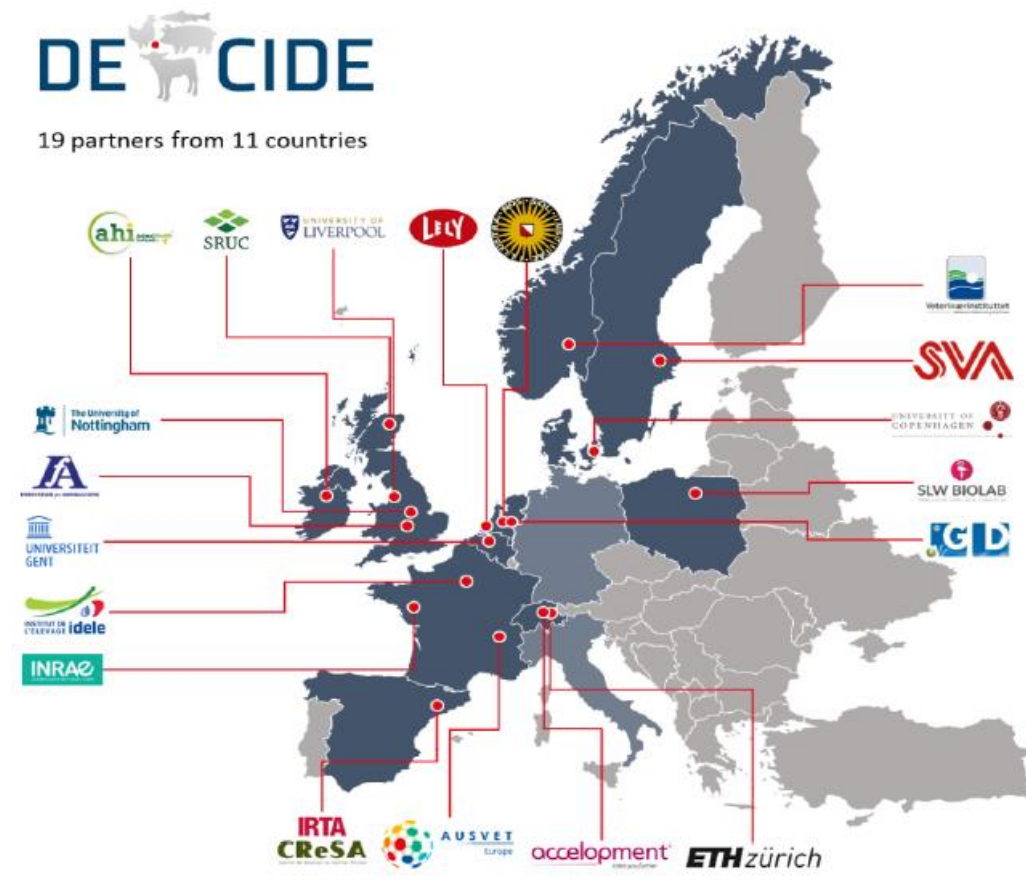 DE CIDE
19 partners from 11 countries
ahi
SRUC
UNIVERSITY OF
LIVERPOOL
LELY
Veterinærinstituttet
SVA
The University of
Nottingham
UNIVERSITY OF
COPENHAGEN
IA
SLW BIOLAB
UNIVERSITEIT
GENT
GD
INSTITUT DE
L'ELEVAGE idele
INRAE
IRTA
CReSA
AUSVET
Europe
accelopment
ETH zürich